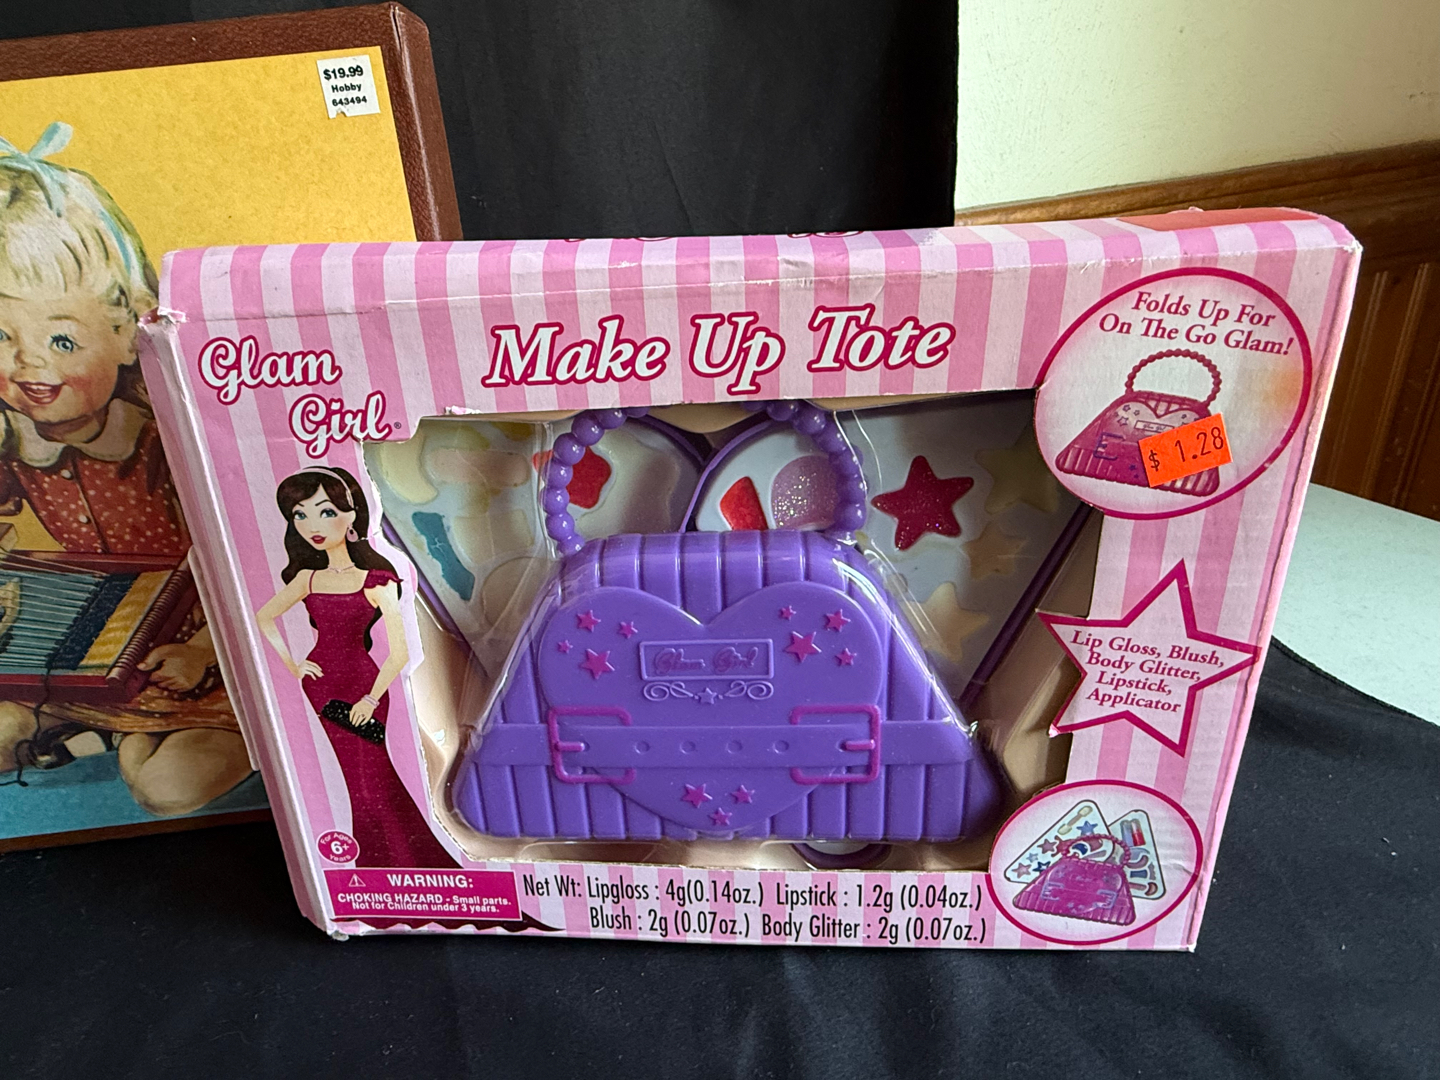 $19.99
Hobby
643494
Glam
Girl®
Make Up Tote
Folds Up For
On The Go Glam!
$ 1.28
Glam Girl
Lip Gloss, Blush,
Body Glitter,
Lipstick,
Applicator
For Ages
6+
Years
WARNING:
CHOKING HAZARD - Small parts.
Not for Children under 3 years.
Net Wt: Lipgloss : 4g(0.14oz.) Lipstick : 1.2g (0.04oz.)
Blush : 2g (0.07oz.) Body Glitter : 2g (0.07oz.)